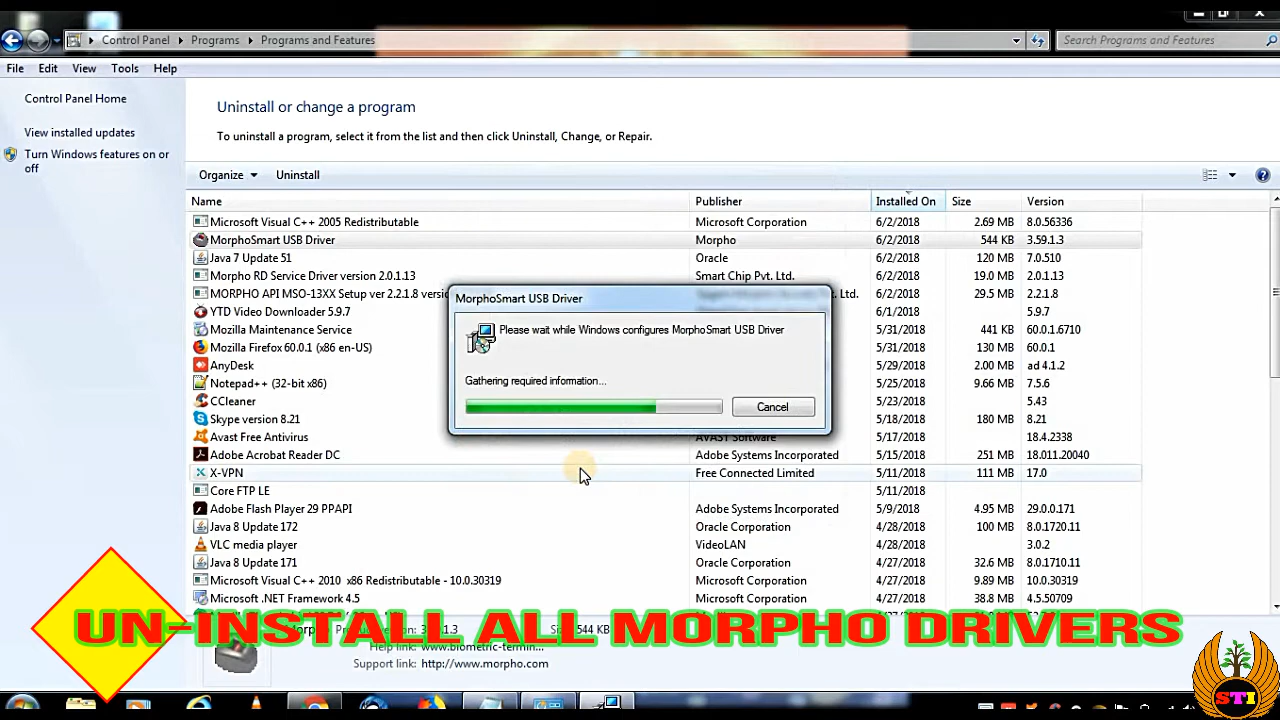 Control Panel Programs Programs and Features Search Programs and Features
File Edit View Tools Help
Control Panel Home
View installed updates
Turn Windows features on or off
Uninstall or change a program
To uninstall a program, select it from the list and then click Uninstall, Change, or Repair.
Organize Uninstall
Name Publisher Installed On Size Version
Microsoft Visual C++ 2005 Redistributable Microsoft Corporation 6/2/2018 2.69 MB 8.0.56336
MorphoSmart USB Driver Morpho 6/2/2018 544 KB 3.59.1.3
Java 7 Update 51 Oracle 6/2/2018 120 MB 7.0.510
Morpho RD Service Driver version 2.0.1.13 Smart Chip Pvt. Ltd. 6/2/2018 19.0 MB 2.0.1.13
MORPHO API MSO-13XX Setup ver 2.2.1.8 Ltd. 6/2/2018 29.5 MB 2.2.1.8
YTD Video Downloader 5.9.7 6/1/2018 5.9.7
Mozilla Maintenance Service 5/31/2018 441 KB 60.0.1.6710
Mozilla Firefox 60.0.1 (x86 en-US) 5/31/2018 130 MB 60.0.1
AnyDesk 5/29/2018 2.00 MB ad 4.1.2
Notepad++ (32-bit x86) 5/25/2018 9.66 MB 7.5.6
CCleaner 5/23/2018 5.43
Skype version 8.21 5/18/2018 180 MB 8.21
Avast Free Antivirus AVAST Software 5/17/2018 18.4.2338
Adobe Acrobat Reader DC Adobe Systems Incorporated 5/15/2018 251 MB 18.011.20040
X-VPN Free Connected Limited 5/11/2018 111 MB 17.0
Core FTP LE 5/11/2018
Adobe Flash Player 29 PPAPI Adobe Systems Incorporated 5/9/2018 4.95 MB 29.0.0.171
Java 8 Update 172 Oracle Corporation 4/28/2018 100 MB 8.0.1720.11
VLC media player VideoLAN 4/28/2018 3.0.2
Java 8 Update 171 Oracle Corporation 4/27/2018 32.6 MB 8.0.1710.11
Microsoft Visual C++ 2010 x86 Redistributable - 10.0.30319 Microsoft Corporation 4/27/2018 9.89 MB 10.0.30319
Microsoft .NET Framework 4.5 Microsoft Corporation 4/27/2018 38.8 MB 4.5.50709
MorphoSmart USB Driver
Please wait while Windows configures MorphoSmart USB Driver
Gathering required information...
Cancel
UN-INSTALL ALL MORPHO DRIVERS
544 KB
Help link: www.biometric-termin...
Support link: http://www.morpho.com
STI